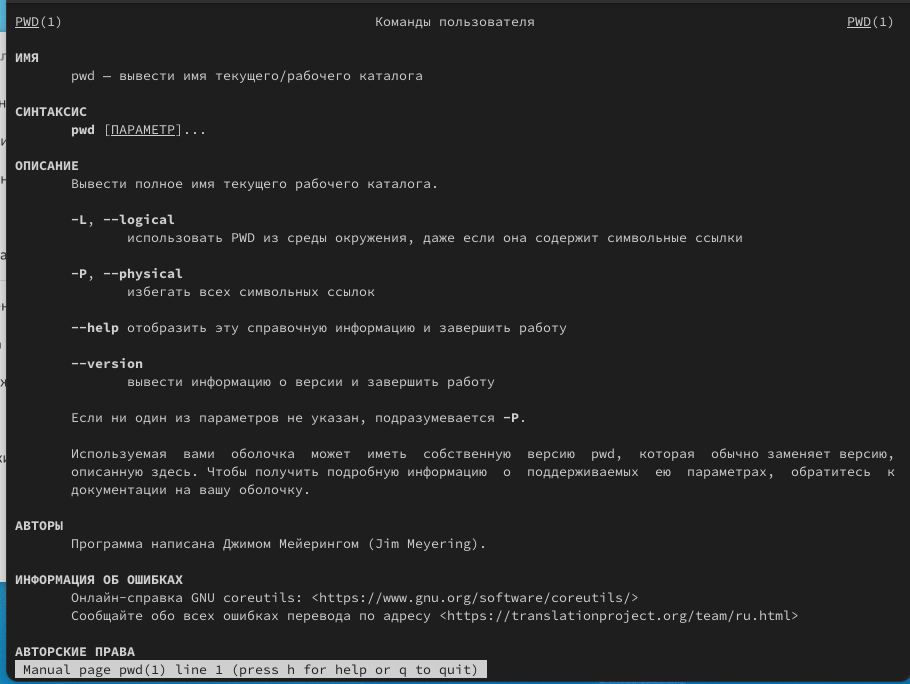 PWD(1) Команды пользователя PWD(1)
ИМЯ
pwd — вывести имя текущего/рабочего каталога
СИНТАКСИС
pwd [ПАРАМЕТР]...
ОПИСАНИЕ
Вывести полное имя текущего рабочего каталога.
-L, --logical
использовать PWD из среды окружения, даже если она содержит символьные ссылки
-P, --physical
избегать всех символьных ссылок
--help отобразить эту справочную информацию и завершить работу
--version
вывести информацию о версии и завершить работу
Если ни один из параметров не указан, подразумевается -P.
Используемая вами оболочка может иметь собственную версию pwd, которая обычно заменяет версию,
описанную здесь. Чтобы получить подробную информацию о поддерживаемых ею параметрах, обратитесь к
документации на вашу оболочку.
АВТОРЫ
Программа написана Джимом Мейерингом (Jim Meyering).
ИНФОРМАЦИЯ ОБ ОШИБКАХ
Онлайн-справка GNU coreutils: <https://www.gnu.org/software/coreutils/>
Сообщайте обо всех ошибках перевода по адресу <https://translationproject.org/team/ru.html>
АВТОРСКИЕ ПРАВА
Manual page pwd(1) line 1 (press h for help or q to quit)